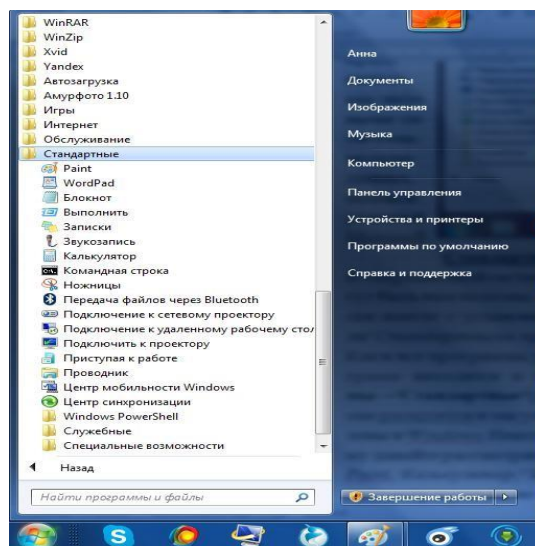 WinRAR
WinZip
Xvid
Yandex
Автозагрузка
Амурфото 1.10
Игры
Интернет
Обслуживание
Стандартные
Paint
WordPad
Блокнот
Выполнить
Записки
Звукозапись
Калькулятор
Командная строка
Ножницы
Передача файлов через Bluetooth
Подключение к сетевому проектору
Подключение к удаленному рабочему стол
Подключить к проектору
Приступая к работе
Проводник
Центр мобильности Windows
Центр синхронизации
Windows PowerShell
Служебные
Специальные возможности
Назад
Найти программы и файлы
Анна
Документы
Изображения
Музыка
Компьютер
Панель управления
Устройства и принтеры
Программы по умолчанию
Справка и поддержка
Завершение работы